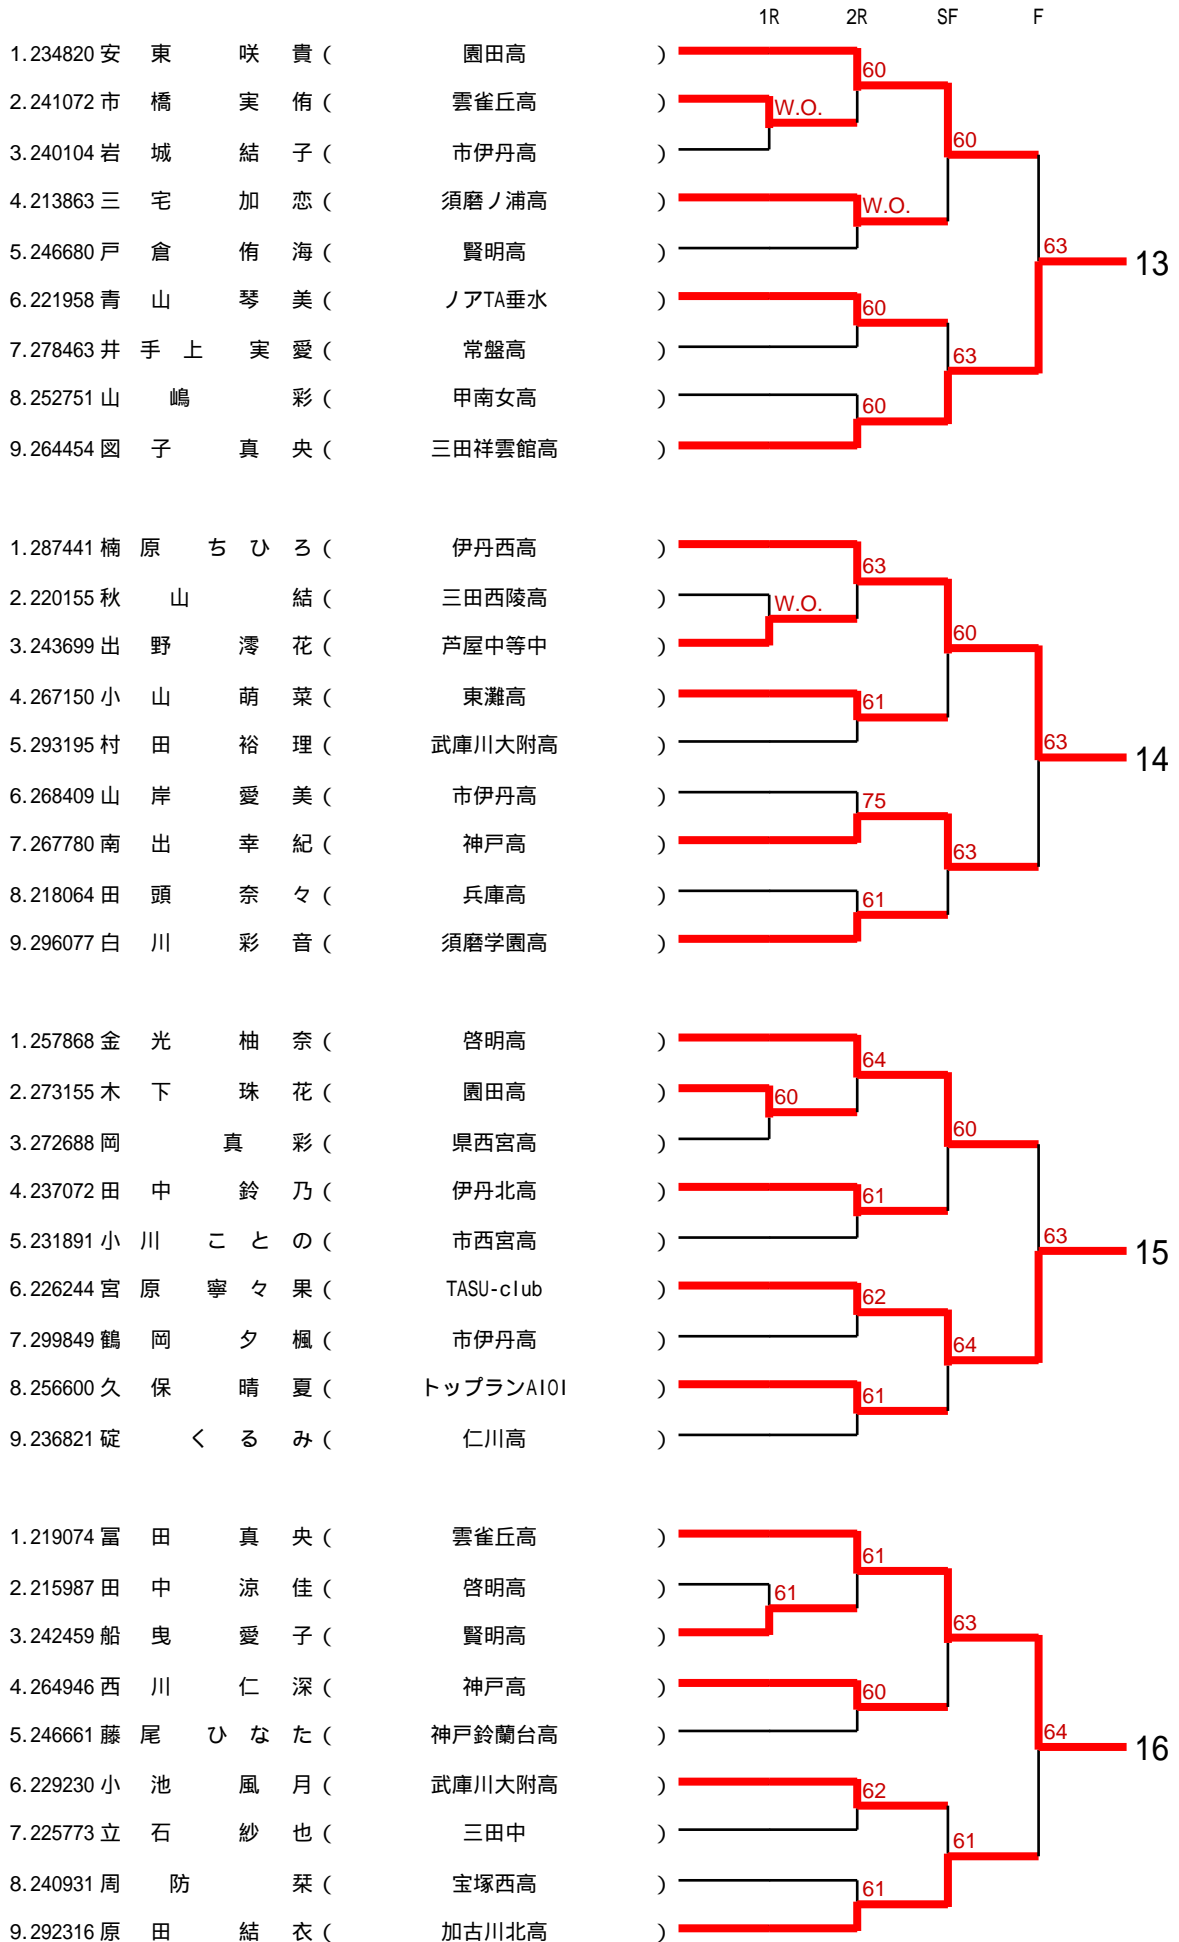 1R 2R SF F
1.234820 安 東 咲 貴 ( 園田高 )
60
2.241072 市 橋 実 侑 ( 雲雀丘高 ) W.O.
3.240104 岩 城 結 子 ( 市伊丹高 ) 60
4.213863 三 宅 加 恋 ( 須磨ノ浦高 ) W.O.
5.246680 戸 倉 侑 海 ( 賢明高 ) 63 13
6.221958 青 山 琴 美 ( ノアTA垂水 ) 60
7.278463 井 手 上 実 愛 ( 常盤高 ) 63
8.252751 山 嶋 彩 ( 甲南女高 ) 60
9.264454 図 子 真 央 ( 三田祥雲館高 )
1.287441 楠 原 ち ひ ろ ( 伊丹西高 )
63
2.220155 秋 山 結 ( 三田西陵高 ) W.O.
3.243699 出 野 澪 花 ( 芦屋中等中 ) 60
4.267150 小 山 萌 菜 ( 東灘高 ) 61
5.293195 村 田 裕 理 ( 武庫川大附高 ) 63 14
6.268409 山 岸 愛 美 ( 市伊丹高 ) 75
7.267780 南 出 幸 紀 ( 神戸高 ) 63
8.218064 田 頭 奈 々 ( 兵庫高 ) 61
9.296077 白 川 彩 音 ( 須磨学園高 )
1.257868 金 光 柚 奈 ( 啓明高 )
64
2.273155 木 下 珠 花 ( 園田高 ) 60
3.272688 岡 真 彩 ( 県西宮高 ) 60
4.237072 田 中 鈴 乃 ( 伊丹北高 ) 61
5.231891 小 川 こ と の ( 市西宮高 ) 63 15
6.226244 宮 原 寧 々 果 ( TASU-club ) 62
7.299849 鶴 岡 夕 楓 ( 市伊丹高 ) 64
8.256600 久 保 晴 夏 ( トップランAIOI ) 61
9.236821 碇 く る み ( 仁川高 )
1.219074 冨 田 真 央 ( 雲雀丘高 )
61
2.215987 田 中 涼 佳 ( 啓明高 ) 61
3.242459 船 曳 愛 子 ( 賢明高 ) 63
4.264946 西 川 仁 深 ( 神戸高 ) 60
5.246661 藤 尾 ひ な た ( 神戸鈴蘭台高 ) 64 16
6.229230 小 池 風 月 ( 武庫川大附高 ) 62
7.225773 立 石 紗 也 ( 三田中 ) 61
8.240931 周 防 栞 ( 宝塚西高 ) 61
9.292316 原 田 結 衣 ( 加古川北高 )